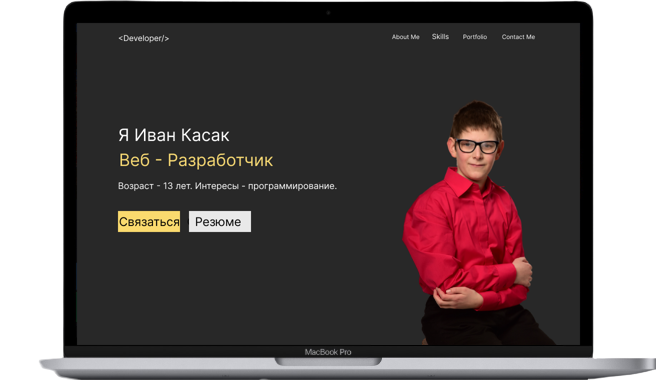 <Developer/>
About Me Skills Portfolio Contact Me
Я Иван Касак
Веб - Разработчик
Возраст - 13 лет. Интересы - программирование.
Связаться Резюме
MacBook Pro